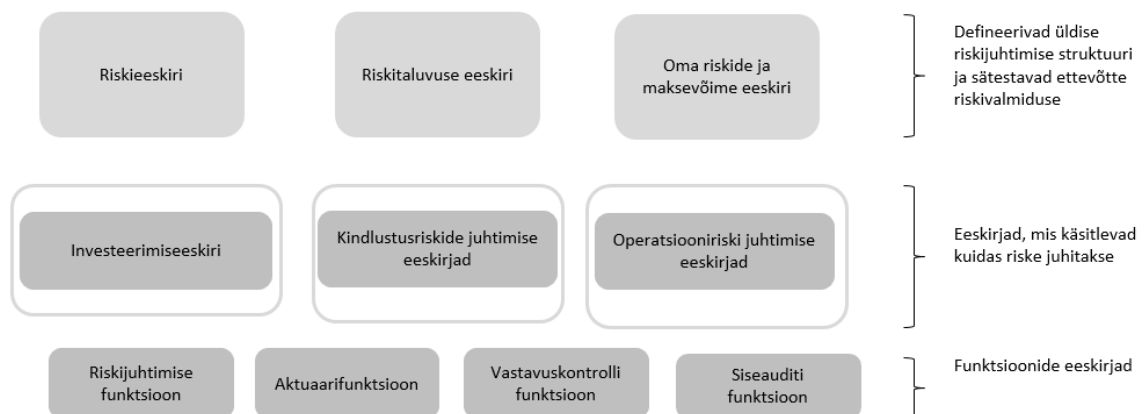 Riskieeskiri
Riskitaluvuse eeskiri
Oma riskide ja
maksevõime eeskiri
Defineerivad üldise
riskijuhtimise struktuuri
ja sätestavad ettevõtte
riskivalmiduse
Investeerimiseeskiri
Kindlustusriskide juhtimise
eeskirjad
Operatsiooniriski juhtimise
eeskirjad
Eeskirjad, mis käsitlevad
kuidas riske juhitakse
Riskijuhtimise
funktsioon
Aktuaarifunktsioon
Vastavuskontrolli
funktsioon
Siseauditi
funktsioon
Funktsioonide eeskirjad